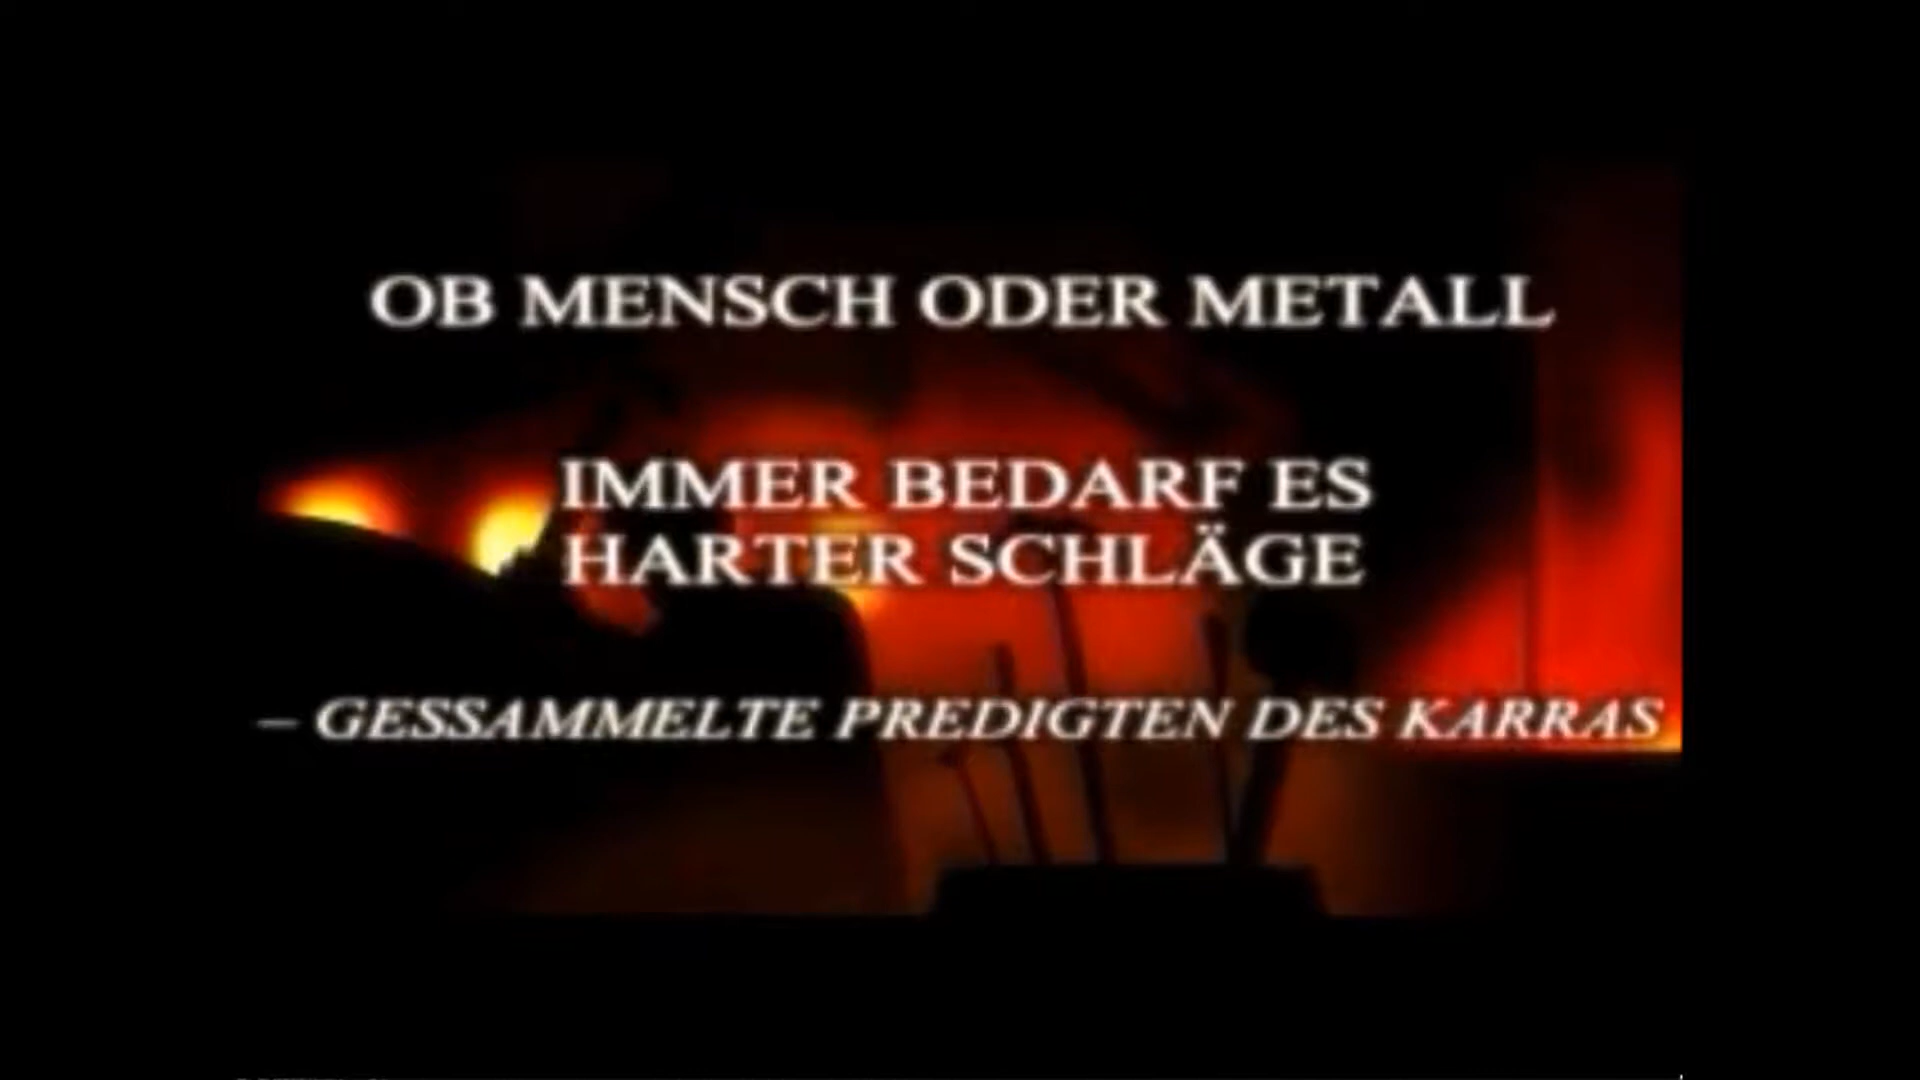 OB MENSCH ODER METALL
IMMER BEDARF ES
HARTER SCHLÄGE
– GESSAMMELTE PREDIGTEN DES KARRAS